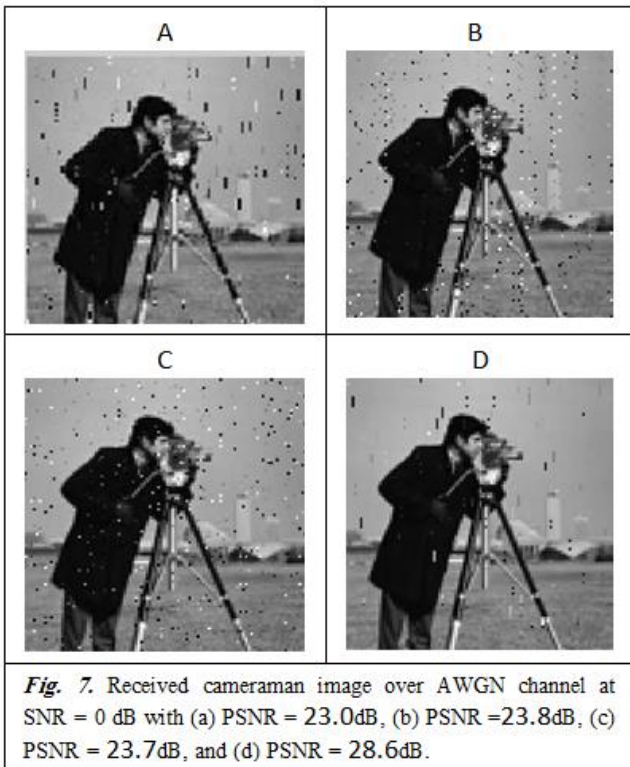 A
B
C
D
Fig. 7. Received cameraman image over AWGN channel at
SNR = 0 dB with (a) PSNR = 23.0dB, (b) PSNR =23.8dB, (c)
PSNR = 23.7dB, and (d) PSNR = 28.6dB.